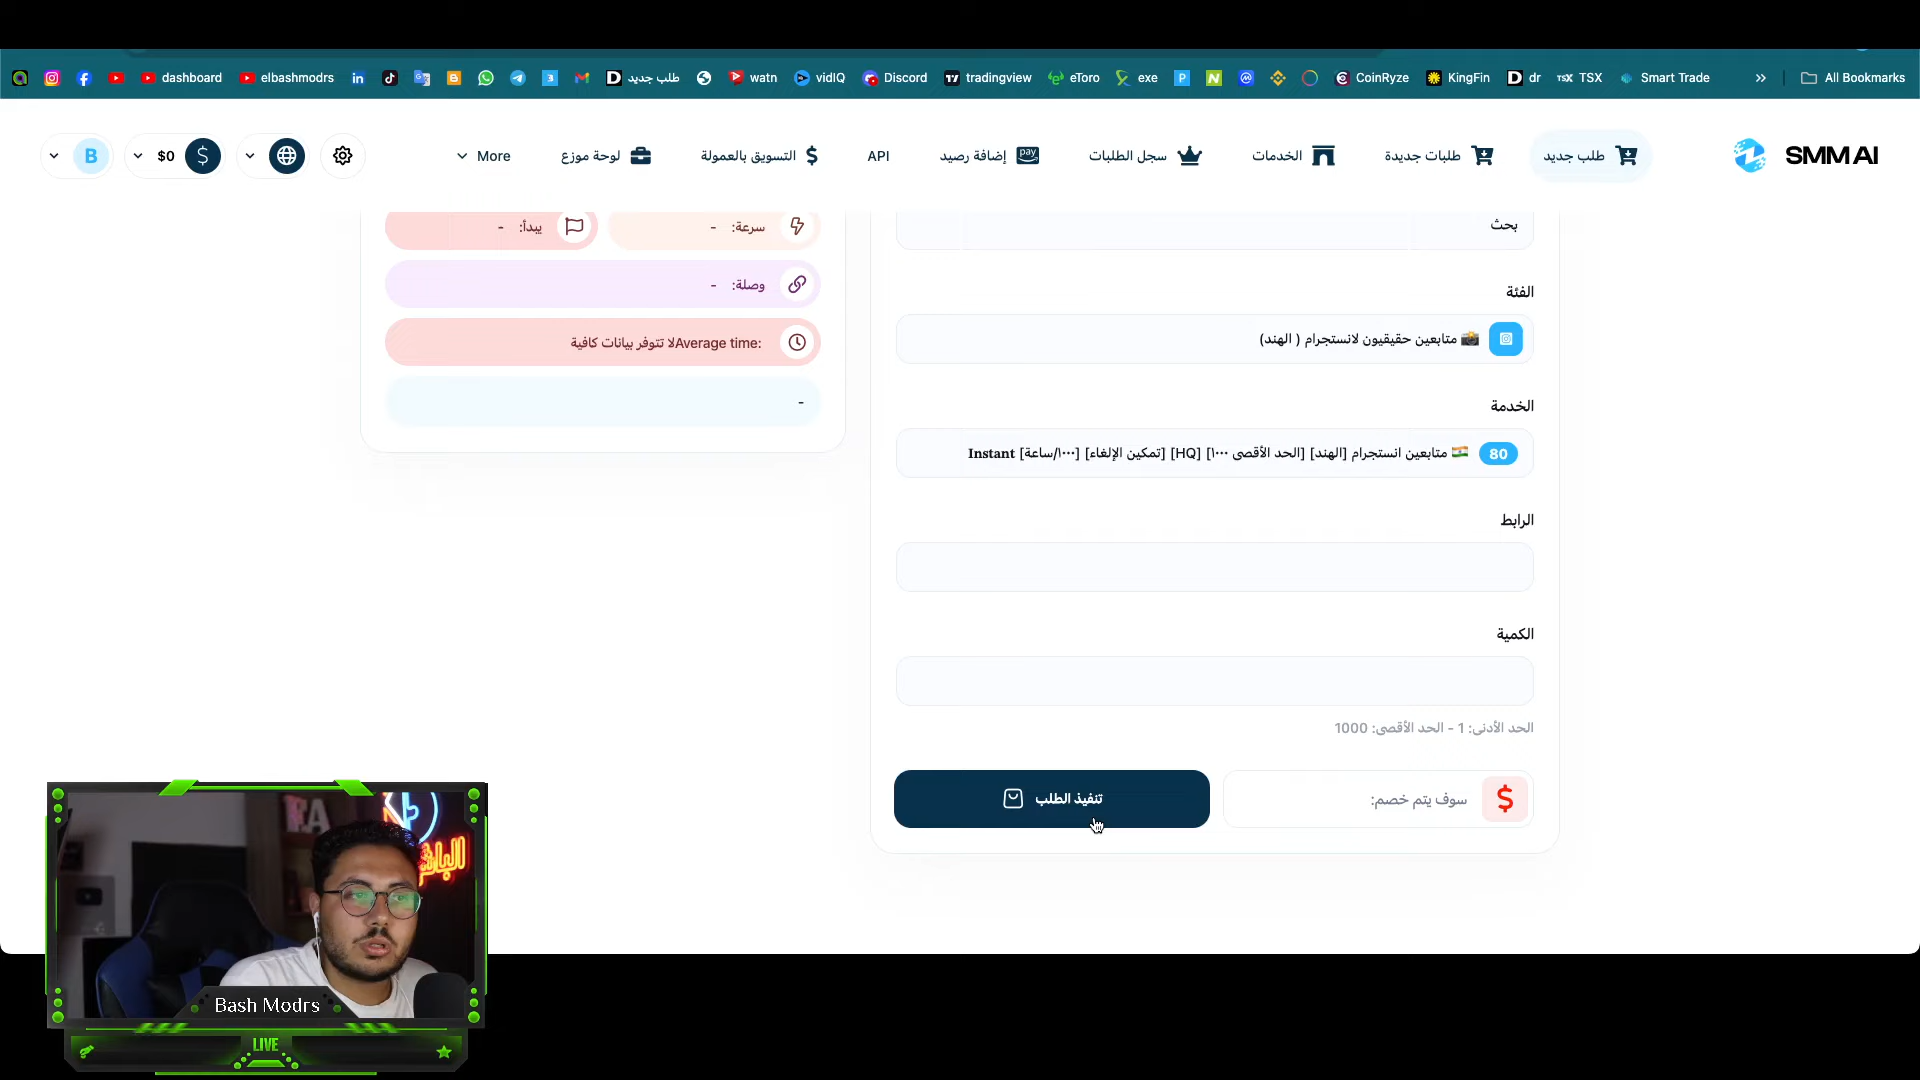 dashboard
elbashmodrs
طلب جديد
watn
vidIQ
Discord
tradingview
eToro
exe
CoinRyze
KingFin
dr
TSX
Smart Trade
All Bookmarks
SMM AI
طلب جديد
طلبات جديدة
الخدمات
سجل الطلبات
إضافة رصيد
API
التسويق بالعمولة
لوحة موزع
More
$0
B
بحث
الفئة
متابعين حقيقيون لانستجرام ( الهند)
الخدمة
80 متابعين انستجرام [الهند] [الحد الأقصى ١٠٠٠] [HQ] [تمكين الإلغاء] [١٠٠٠/ساعة] Instant
الرابط
الكمية
الحد الأدنى: 1 - الحد الأقصى: 1000
سوف يتم خصم:
تنفيذ الطلب
سرعة: -
يبدأ: -
وصلة: -
Average time: لا تتوفر بيانات كافية
-
الباش
Bash Modrs
LIVE